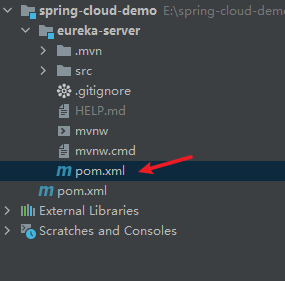 spring-cloud-demo E:\spring-cloud-demo
eureka-server
.mvn
src
.gitignore
HELP.md
mvnw
mvnw.cmd
pom.xml
pom.xml
External Libraries
Scratches and Consoles